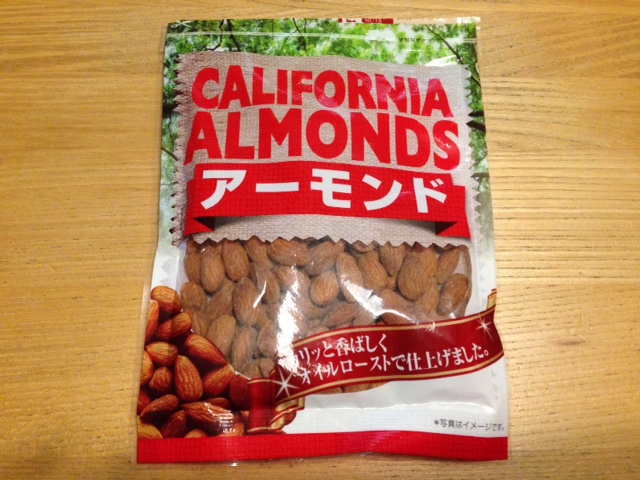 NUTS
CALIFORNIA
ALMONDS
アーモンド
リッと香ばしく
オイルローストで仕上げました。
*写真はイメージです。